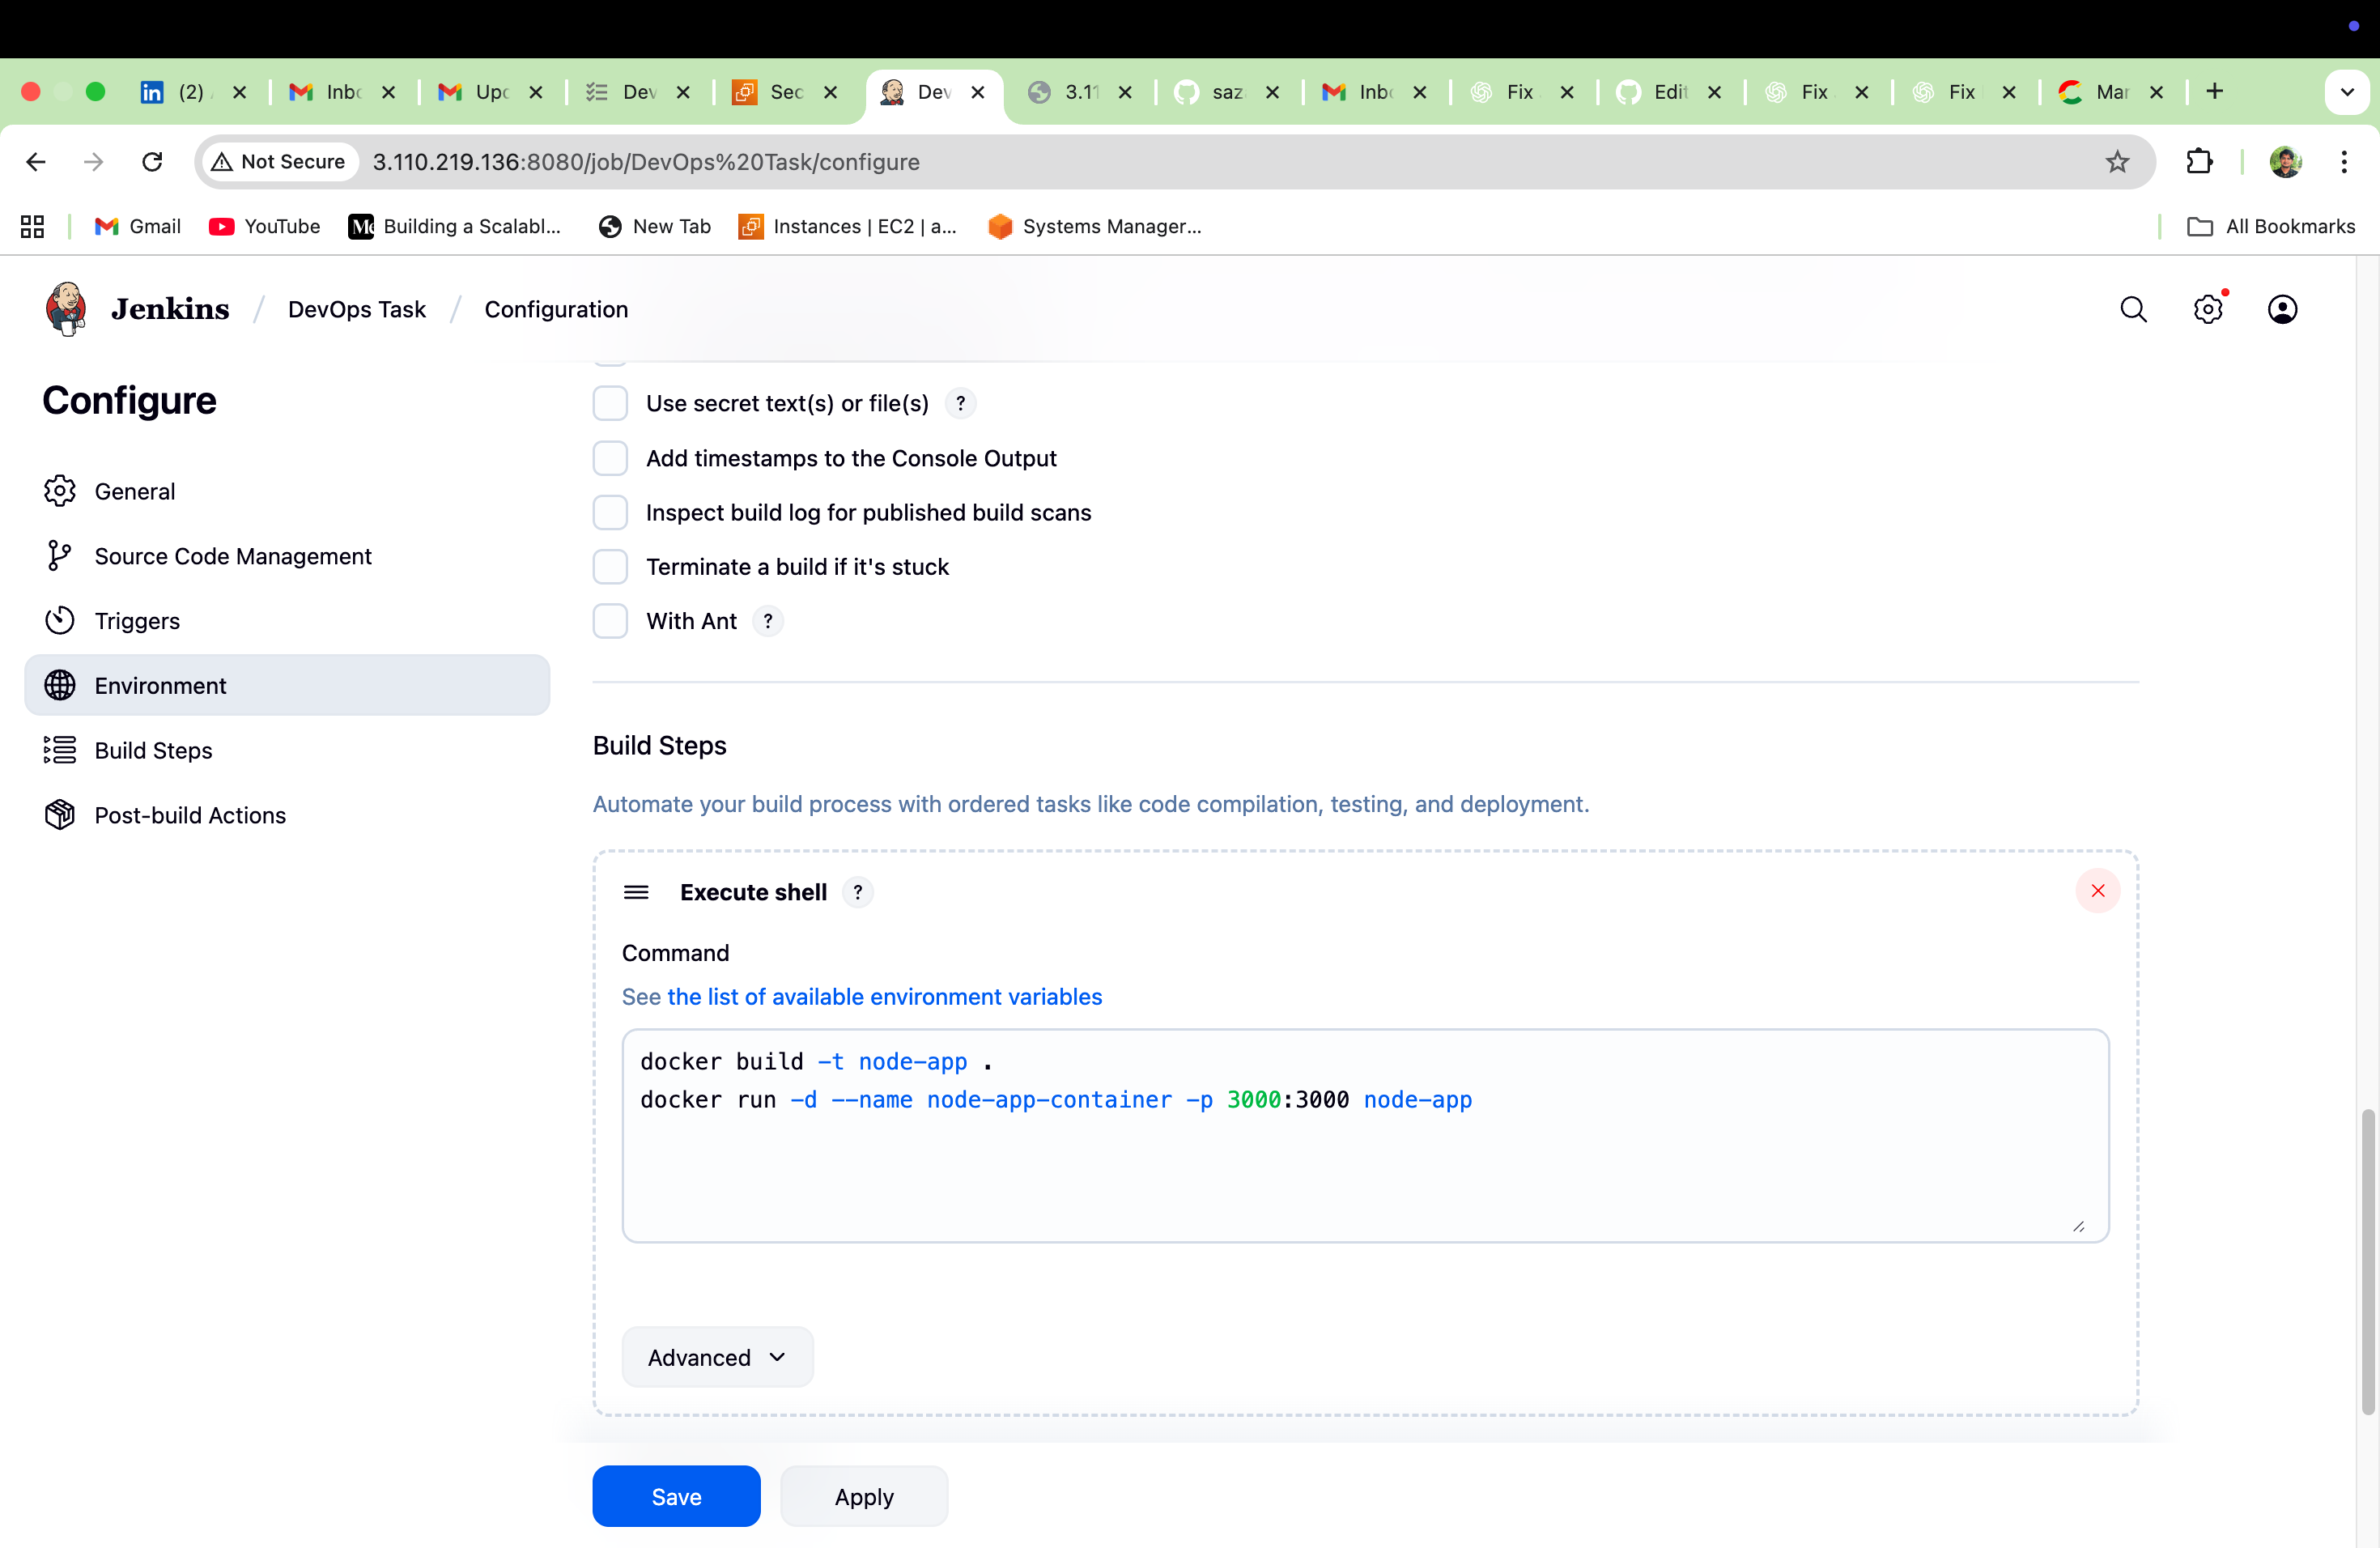 (2)
Inbo
Upd
Dev
Sec
Dev
3.11
saz
Inb
Fix
Edit
Fix
Fix
Mar
Not Secure
3.110.219.136:8080/job/DevOps%20Task/configure
Gmail
YouTube
Building a Scalabl...
New Tab
Instances | EC2 | a...
Systems Manager...
All Bookmarks
Jenkins / DevOps Task / Configuration
Configure
General
Source Code Management
Triggers
Environment
Build Steps
Post-build Actions
Use secret text(s) or file(s) ?
Add timestamps to the Console Output
Inspect build log for published build scans
Terminate a build if it's stuck
With Ant ?
Build Steps
Automate your build process with ordered tasks like code compilation, testing, and deployment.
Execute shell ?
Command
See the list of available environment variables
docker build -t node-app .
docker run -d --name node-app-container -p 3000:3000 node-app
Advanced
Save
Apply